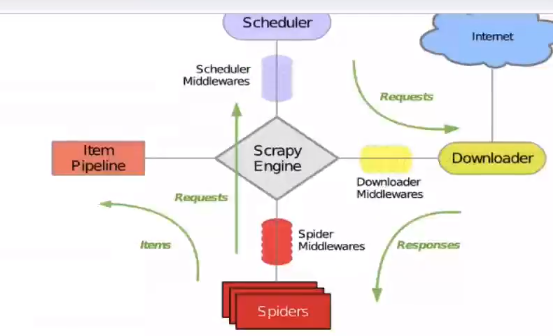 Scheduler
Internet
Scheduler
Middlewares
Requests
Item
Pipeline
Scrapy
Engine
Downloader
Downloader
Middlewares
Requests
Spider
Middlewares
Items
Responses
Spiders